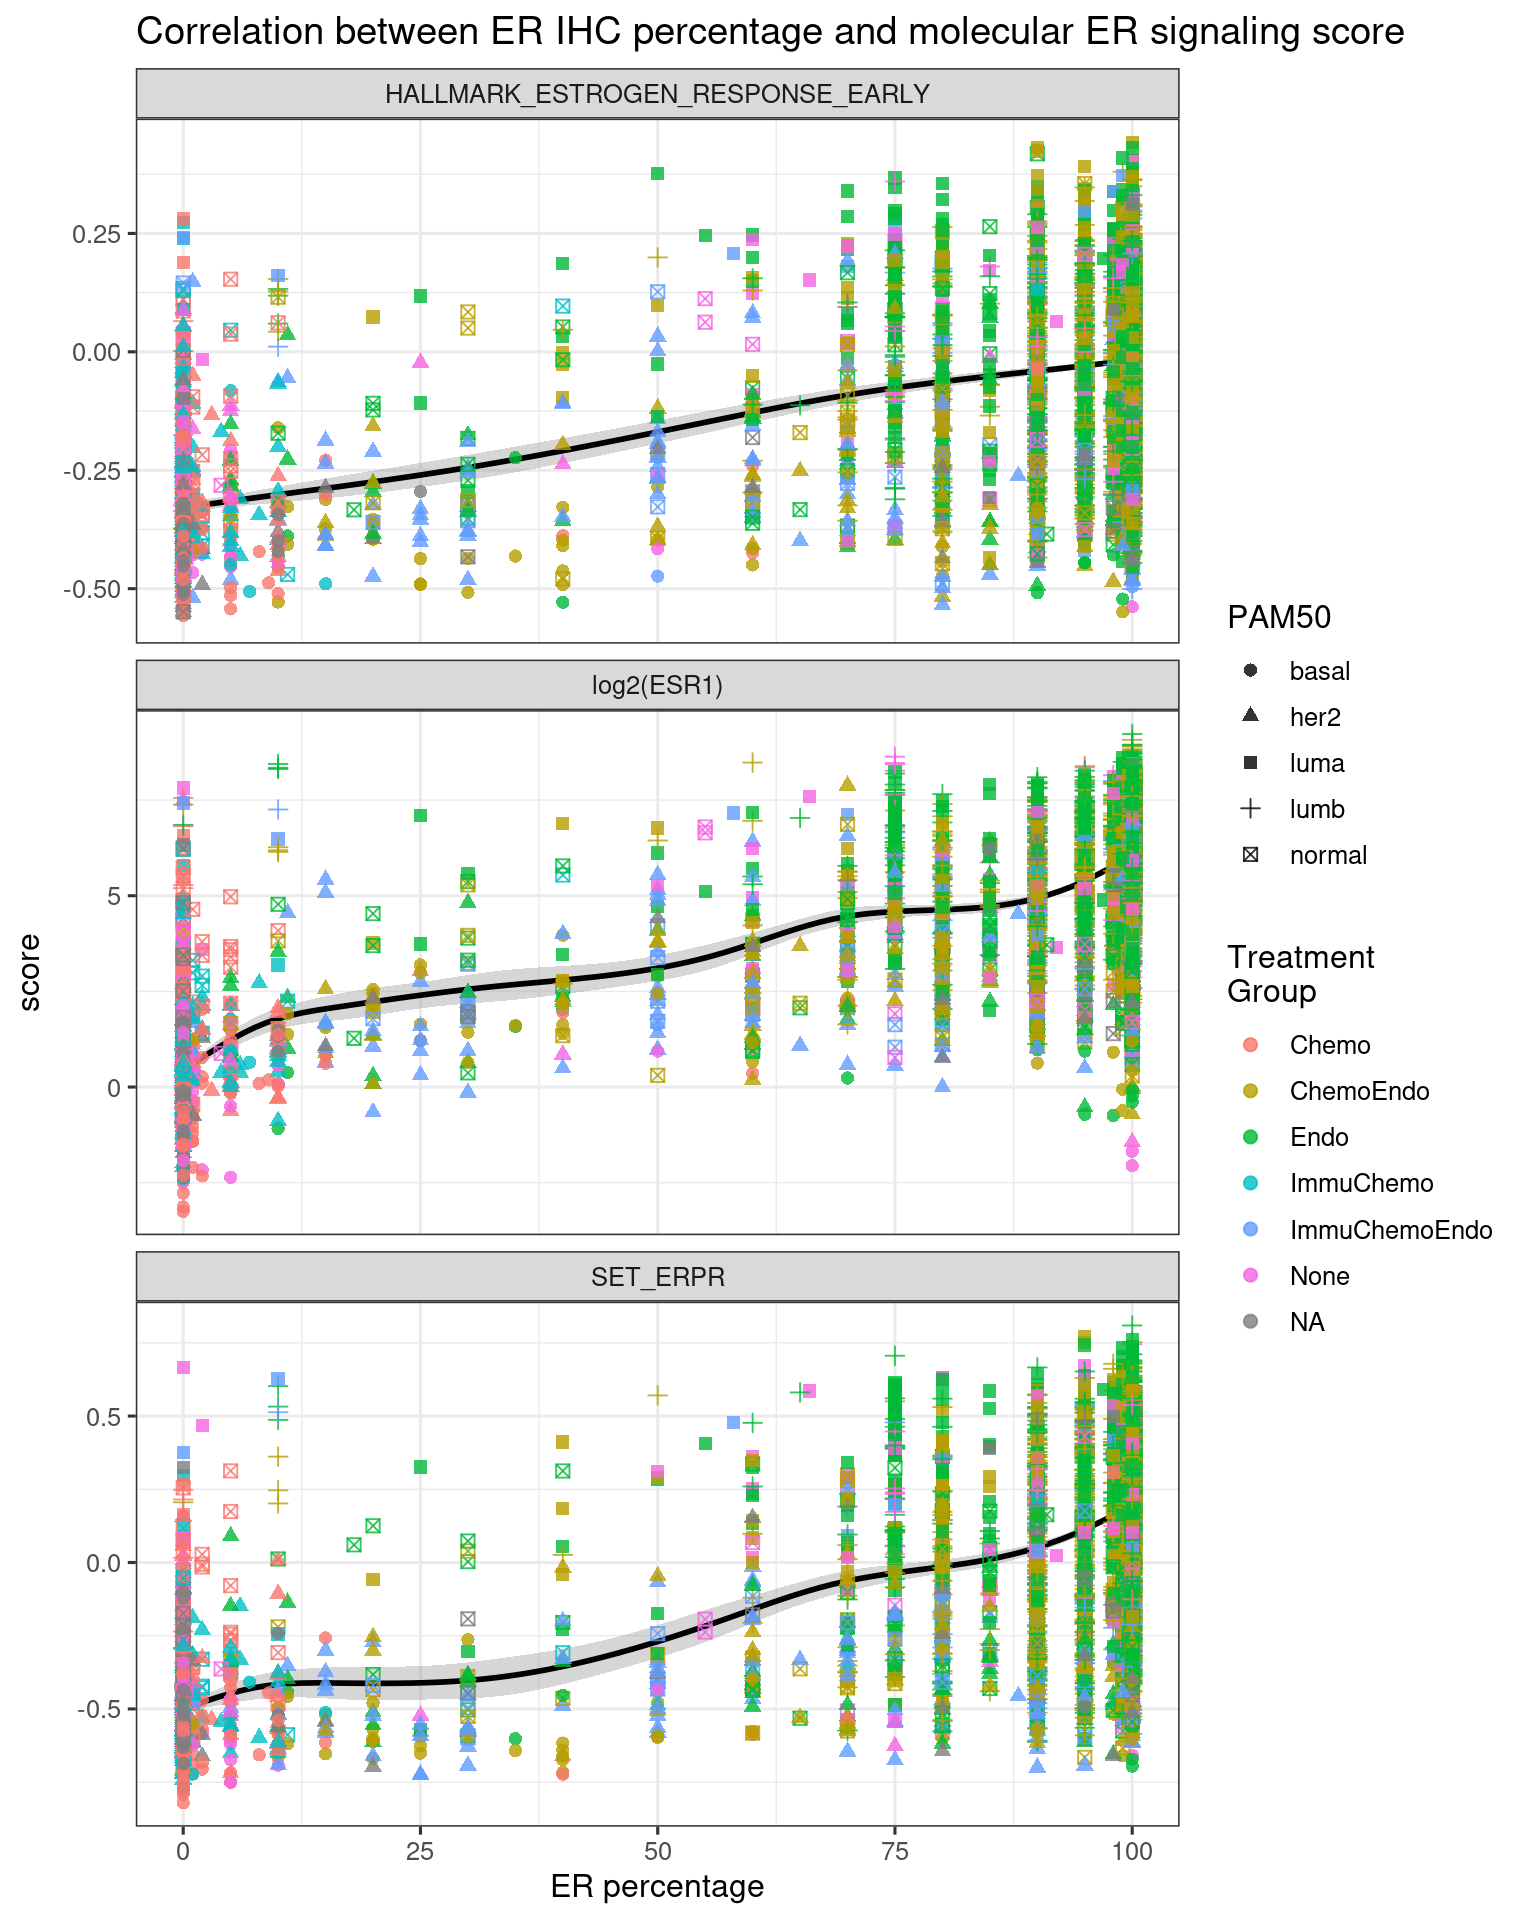 Correlation between ER IHC percentage and molecular ER signaling score
HALLMARK_ESTROGEN_RESPONSE_EARLY
0.25
0.00
-0.25
-0.50
log2(ESR1)
5
0
SET_ERPR
0.5
0.0
-0.5
0 25 50 75 100
ER percentage
score
PAM50
basal
her2
luma
lumb
normal
Treatment
Group
Chemo
ChemoEndo
Endo
ImmuChemo
ImmuChemoEndo
None
NA